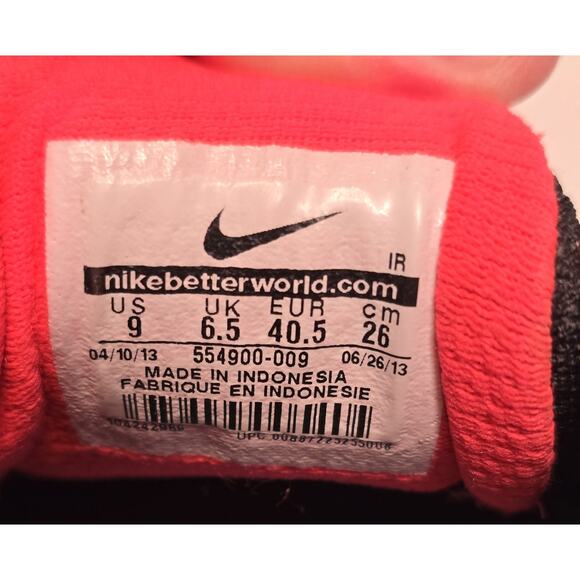 IR
nikebetterworld.com
US UK EUR cm
9 6.5 40.5 26
04/10/13 554900-009 06/26/13
MADE IN INDONESIA
FABRIQUE EN INDONESIE
UPC